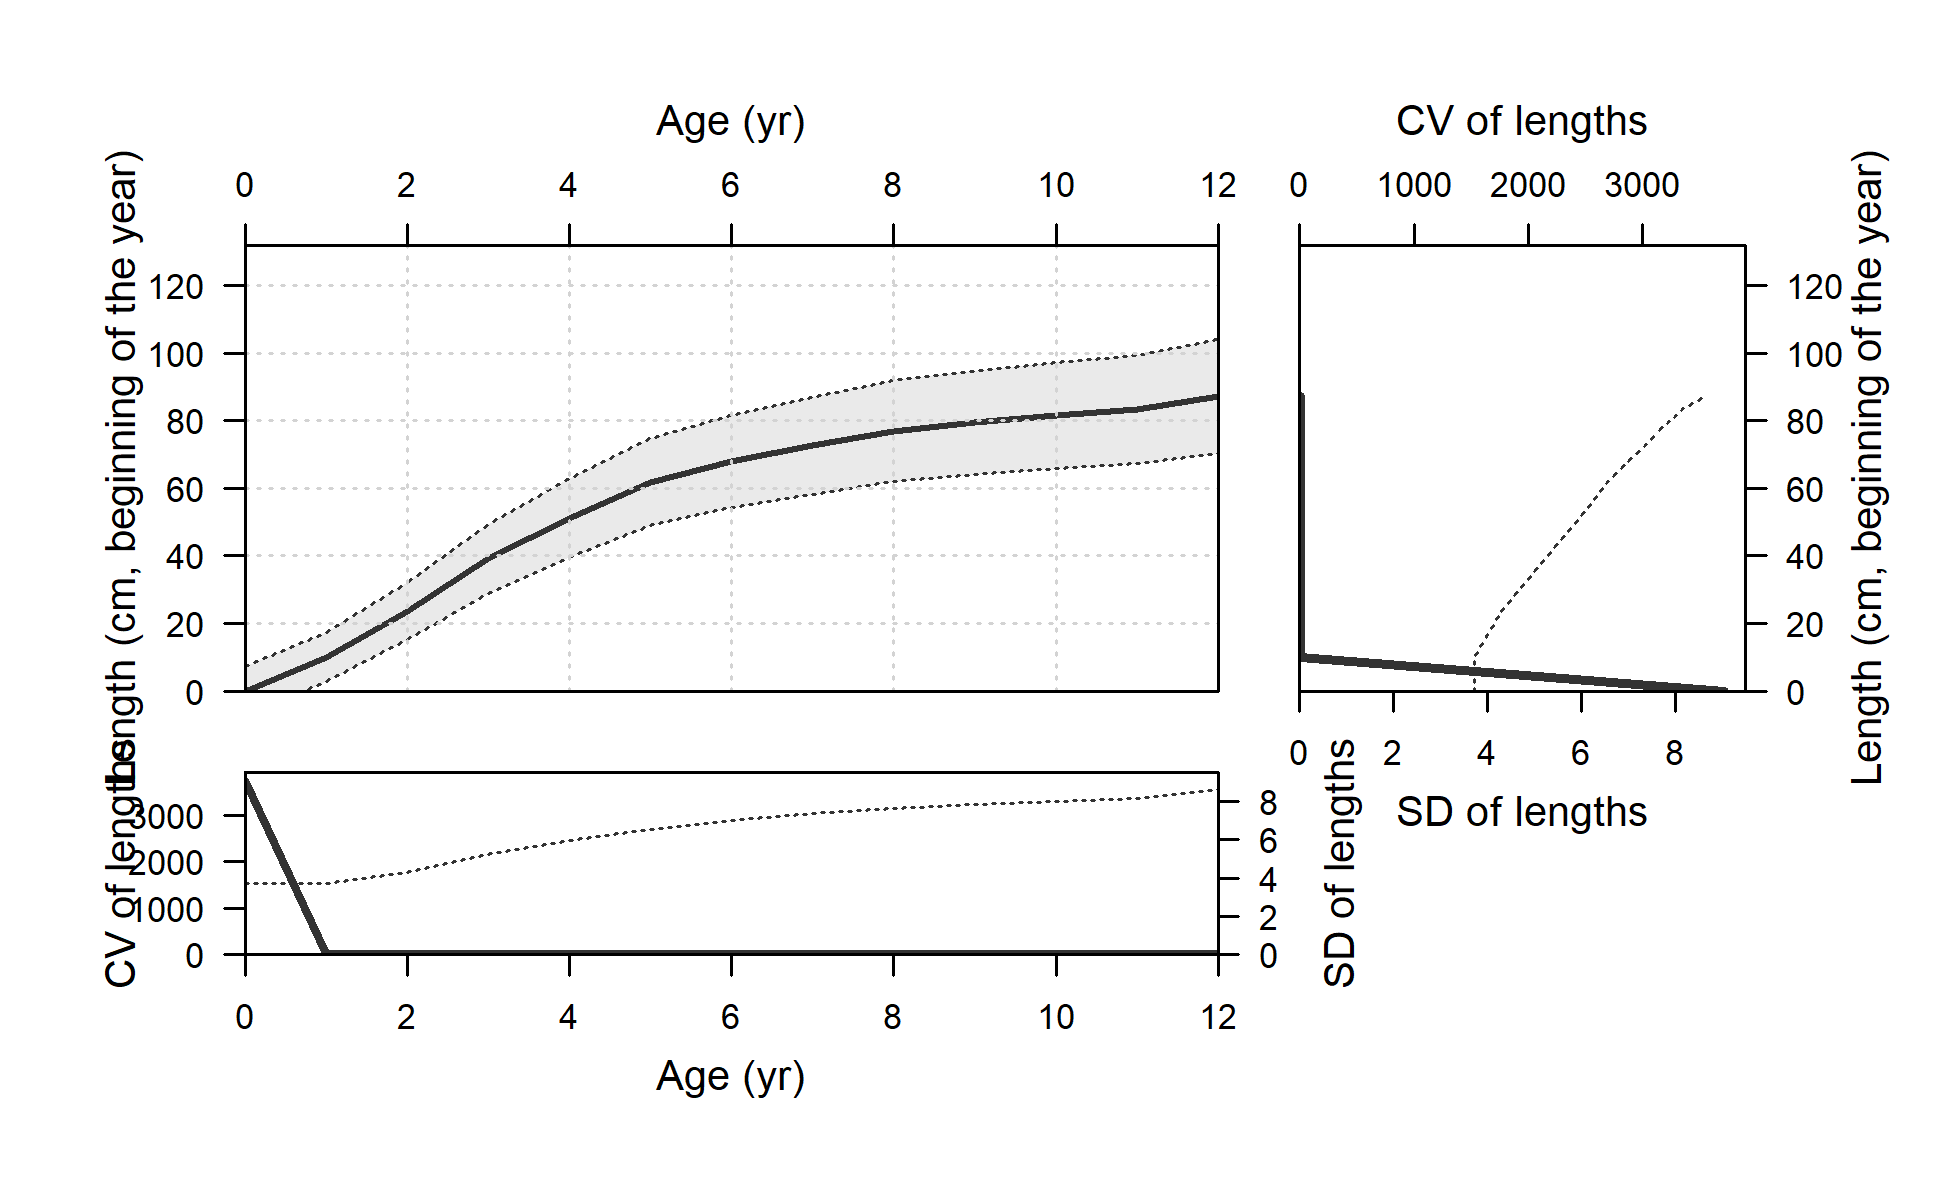 Age (yr)
CV of lengths
0 2 4 6 8 10 12
0 1000 2000 3000
Length (cm, beginning of the year)
120
100
80
60
40
20
0
120
100
80
60
40
20
0
Length (cm, beginning of the year)
0 2 4 6 8
SD of lengths
CV of lengths
3000
2000
1000
0
8
6
4
2
0
SD of lengths
0 2 4 6 8 10 12
Age (yr)